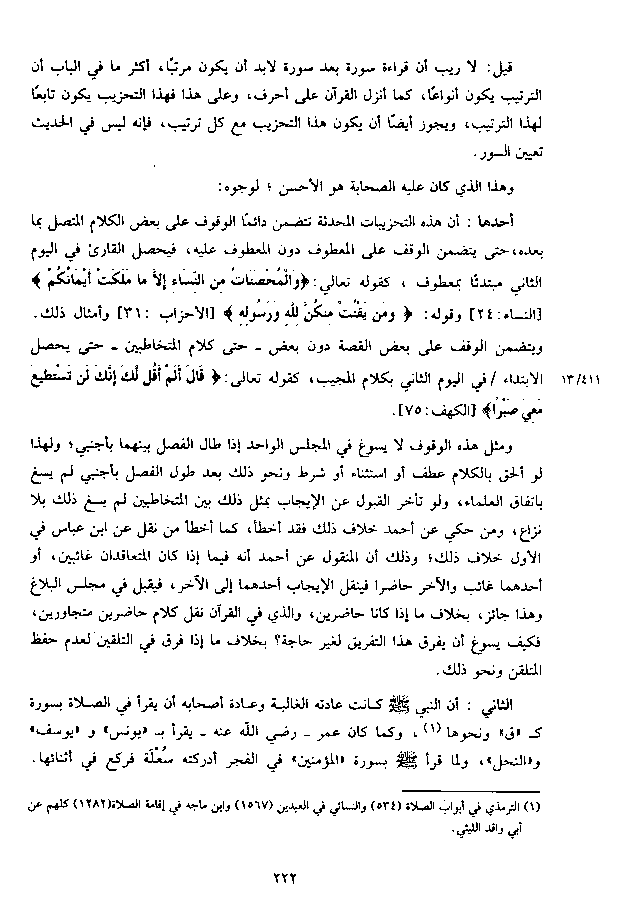 قيل: لا ريب أن قراءة سورة بعد سورة لابد أن يكون مرتبًا، أكثر ما في الباب أن
الترتيب يكون أنواعًا، كما أنزل القرآن على أحرف، وعلى هذا فهذا التحزيب يكون تابعًا
لهذا الترتيب، ويجوز أيضًا أن يكون هذا التحزيب مع كل ترتيب، فإنه ليس في الحديث
تعيين السور.
وهذا الذي كان عليه الصحابة هو الأحسن ؛ لوجوه:
أحدها : أن هذه التحزيبات المحدثة تتضمن دائمًا الوقوف على بعض الكلام المتصل بما
بعده، حتى يتضمن الوقف على المعطوف دون المعطوف عليه، فيحصل القارئ في اليوم
الثاني مبتدئًا بمعطوف ، كقوله تعالى: ﴿وَالْمُحْصَنَاتُ مِنَ النِّسَاءِ إِلاَّ مَا مَلَكَتْ أَيْمَانُكُمْ ﴾
[النساء: ٢٤] وقوله: ﴿ وَمَن يَقْنُتْ مِنكُنَّ لِلَّهِ وَرَسُولِهِ ﴾ [الأحزاب : ٣١] وأمثال ذلك.
ويتضمن الوقف على بعض القصة دون بعض ـ حتى كلام المتخاطبين ـ حتى يحصل
١٣/٤١١ الابتداء / في اليوم الثاني بكلام المجيب، كقوله تعالى: ﴿ قَالَ أَلَمْ أَقُل لَّكَ إِنَّكَ لَن تَسْتَطِيعَ
مَعِيَ صَبْرًا﴾ [الكهف: ٧٥].
ومثل هذه الوقوف لا يسوغ في المجلس الواحد إذا طال الفصل بينهما بأجنبي؛ ولهذا
لو ألحق بالكلام عطف أو استثناء أو شرط ونحو ذلك بعد طول الفصل بأجنبي لم يسغ
باتفاق العلماء، ولو تأخر القبول عن الإيجاب بمثل ذلك بين المتخاطبين لم يسغ ذلك بلا
نزاع، ومن حكي عن أحمد خلاف ذلك فقد أخطأ، كما أخطأ من نقل عن ابن عباس في
الأول خلاف ذلك؛ وذلك أن المنقول عن أحمد أنه فيما إذا كان المتعاقدان غائبين، أو
أحدهما غائب والآخر حاضرا فينقل الإيجاب أحدهما إلى الآخر، فيقبل في مجلس البلاغ
وهذا جائز، بخلاف ما إذا كانا حاضرين، والذي في القرآن نقل كلام حاضرين متجاورين،
فكيف يسوغ أن يفرق هذا التفريق لغير حاجة؟ بخلاف ما إذا فرق في التلقين لعدم حفظ
المتلقن ونحو ذلك.
الثاني : أن النبي ﷺ كانت عادته الغالبة وعادة أصحابه أن يقرأ في الصلاة بسورة
كـ «ق» ونحوها (١) ، وكما كان عمر ـ رضي الله عنه ـ يقرأ بـ «يونس» و «يوسف»
و«النحل»، ولما قرأ ﷺ بسورة «المؤمنين» في الفجر أدركته سُعْلَة فركع في أثنائها.
(١) الترمذي في أبواب الصلاة (٥٣٤) والنسائي في العيدين (١٥٦٧) وابن ماجه في إقامة الصلاة(١٢٨٢) كلهم عن
أبي واقد الليثي.
٢٢٢